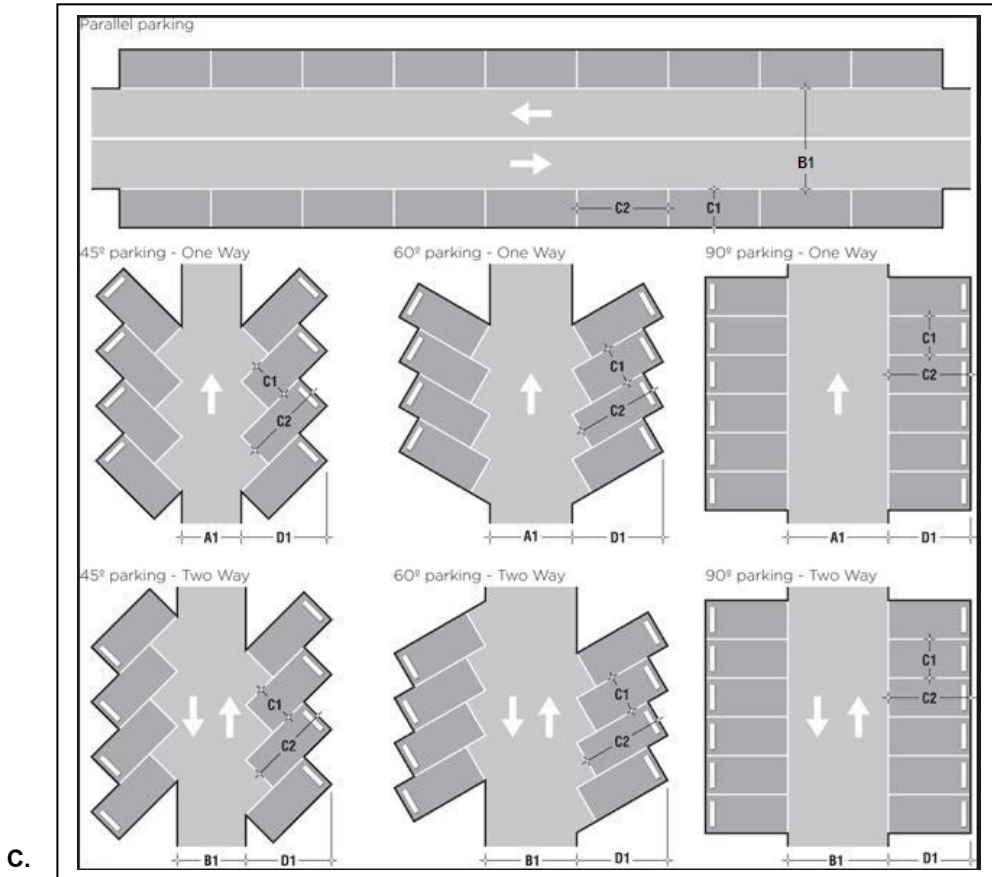 Parallel parking
B1
C2 C1
45º parking - One Way 60º parking - One Way 90º parking - One Way
C1 C1 C1
C2 C2 C2
A1 D1 A1 D1 A1 D1
45º parking - Two Way 60º parking - Two Way 90º parking - Two Way
C1 C1 C1
C2 C2 C2
B1 D1 B1 D1 B1 D1
C.